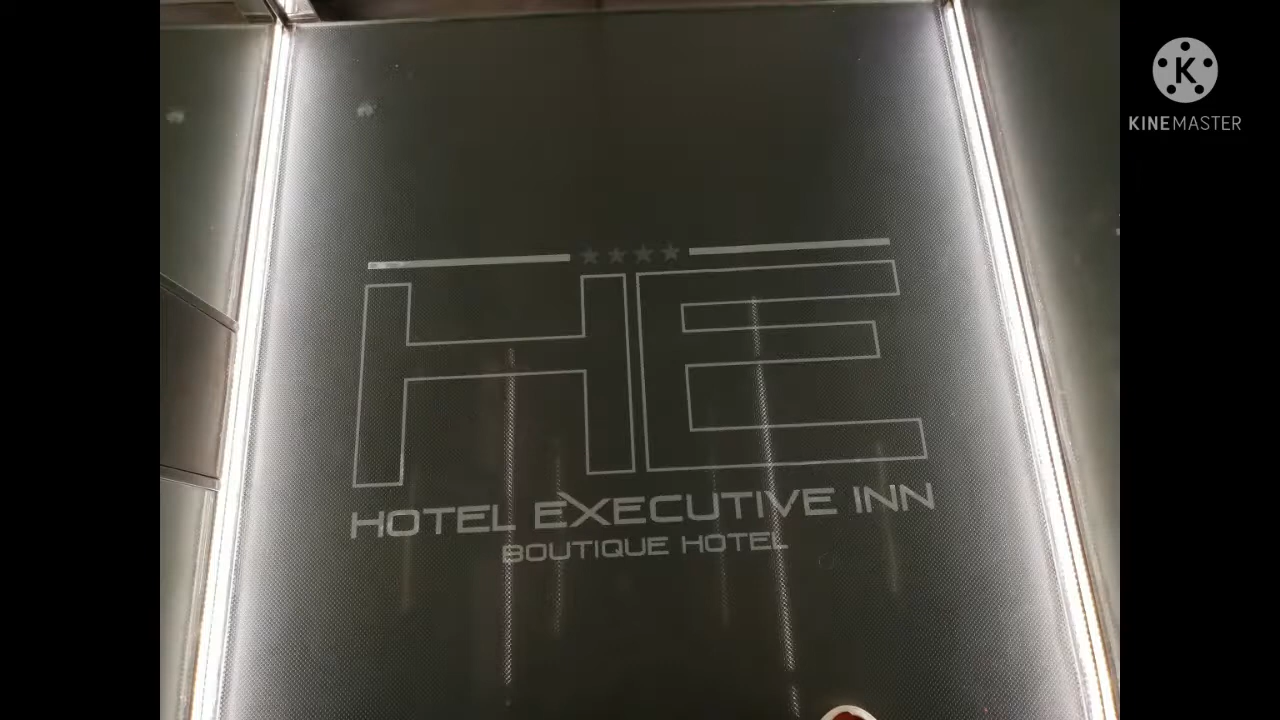 KINEMASTER
★★★★
HE
HOTEL EXECUTIVE INN
BOUTIQUE HOTEL